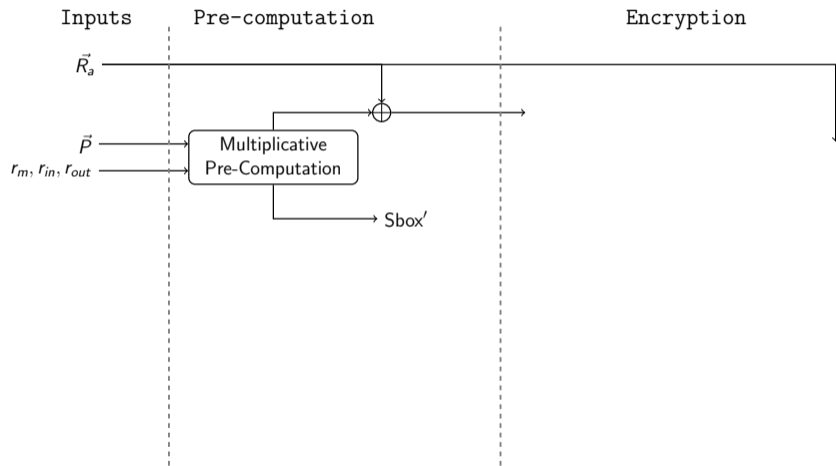 Inputs
Pre-computation
Encryption
R⃗ₐ
P⃗
Multiplicative
Pre-Computation
rₘ, rᵢₙ, rₒᵤₜ
Sbox′